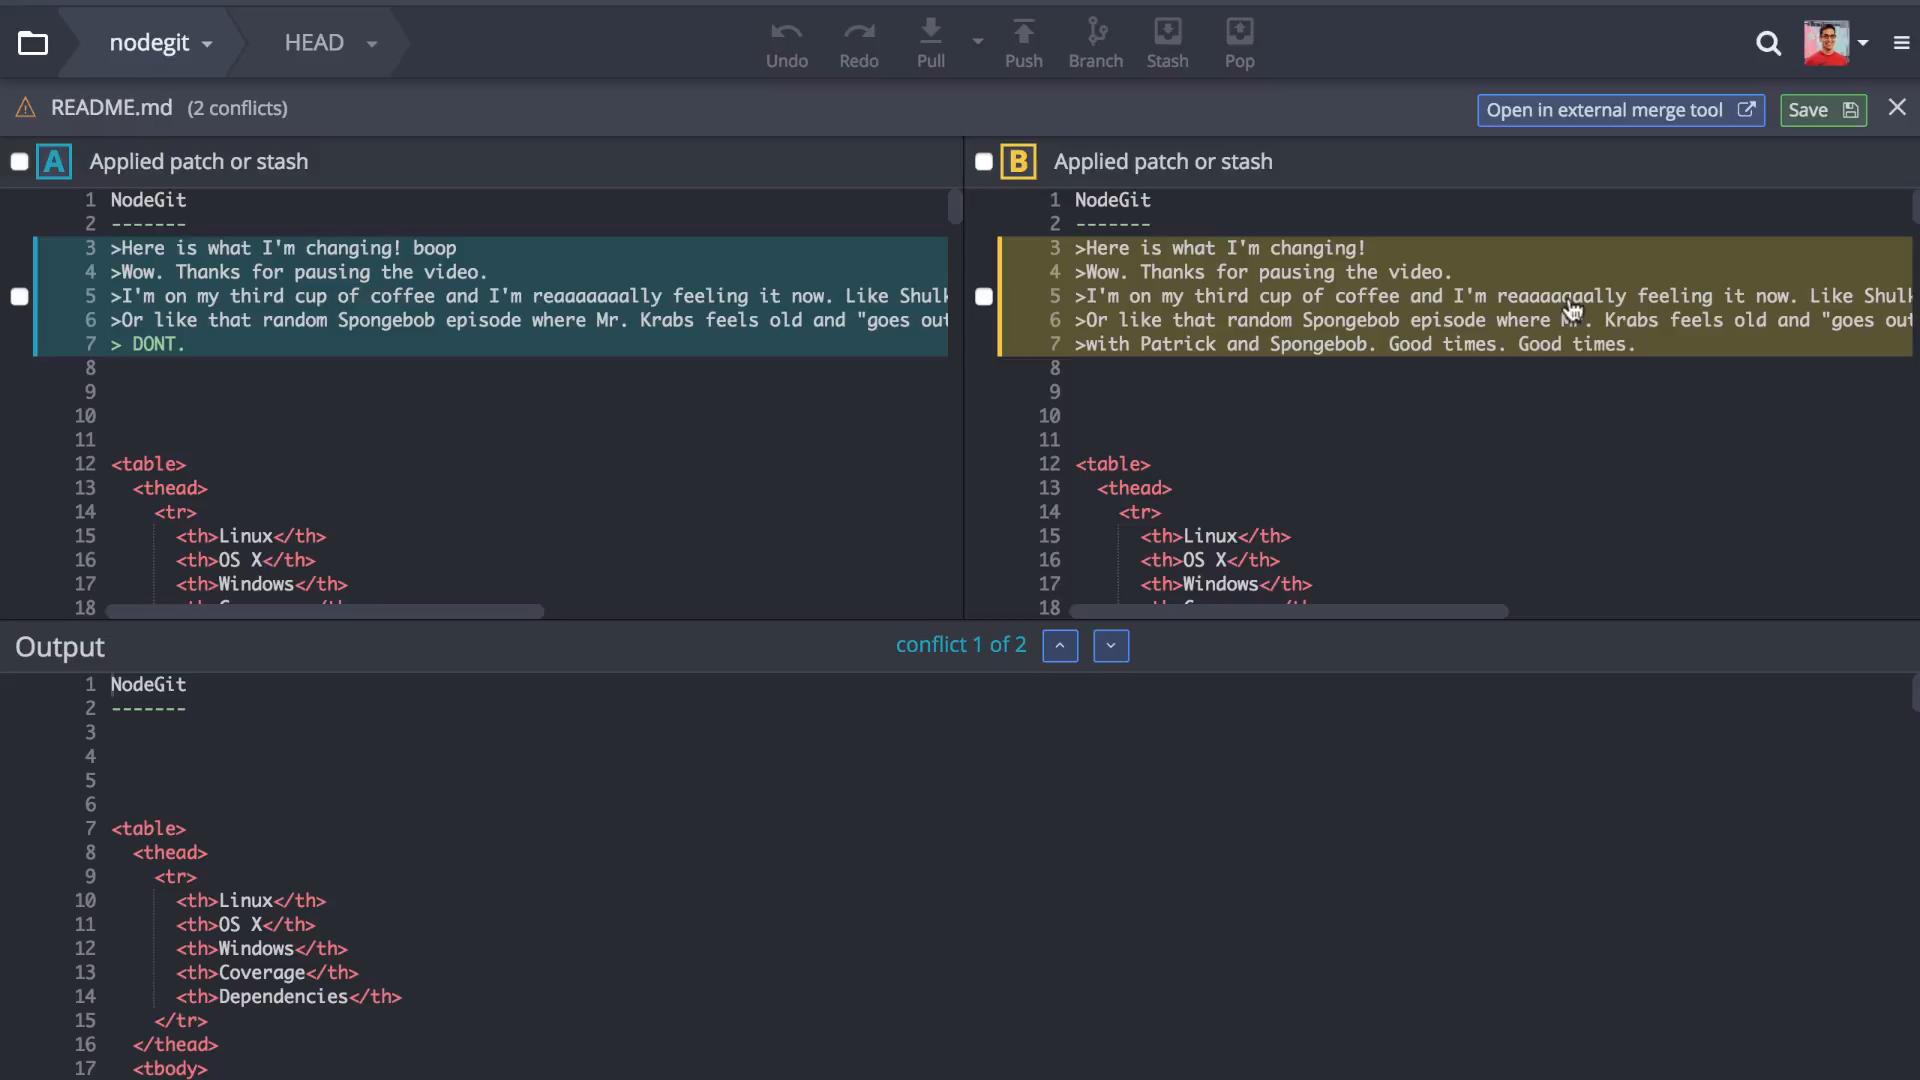 nodegit
HEAD
Undo
Redo
Pull
Push
Branch
Stash
Pop
README.md (2 conflicts)
Open in external merge tool
Save
A Applied patch or stash
1 NodeGit
2 -------
3 >Here is what I'm changing! boop
4 >Wow. Thanks for pausing the video.
5 >I'm on my third cup of coffee and I'm reaaaaaaally feeling it now. Like Shulk
6 >Or like that random Spongebob episode where Mr. Krabs feels old and "goes out
7 > DONT.
8
9
10
11
12 <table>
13 <thead>
14 <tr>
15 <th>Linux</th>
16 <th>OS X</th>
17 <th>Windows</th>
18
B Applied patch or stash
1 NodeGit
2 -------
3 >Here is what I'm changing!
4 >Wow. Thanks for pausing the video.
5 >I'm on my third cup of coffee and I'm reaaaaaaally feeling it now. Like Shulk
6 >Or like that random Spongebob episode where Mr. Krabs feels old and "goes out
7 >with Patrick and Spongebob. Good times. Good times.
8
9
10
11
12 <table>
13 <thead>
14 <tr>
15 <th>Linux</th>
16 <th>OS X</th>
17 <th>Windows</th>
18
Output
conflict 1 of 2
1 NodeGit
2 -------
3
4
5
6
7 <table>
8 <thead>
9 <tr>
10 <th>Linux</th>
11 <th>OS X</th>
12 <th>Windows</th>
13 <th>Coverage</th>
14 <th>Dependencies</th>
15 </tr>
16 </thead>
17 <tbody>